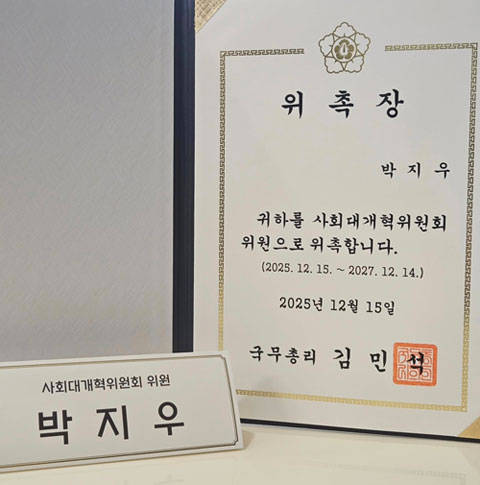 위 촉 장
박 지 우
귀하를 사회대개혁위원회
위원으로 위촉합니다.
(2025. 12. 15. ~ 2027. 12. 14.)
2025년 12월 15일
국무총리 김 민 석
사회대개혁위원회 위원
박 지 우